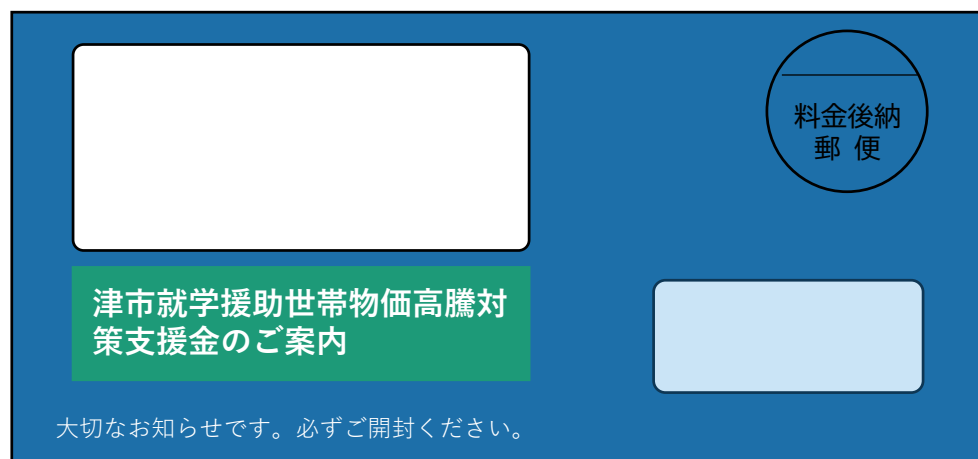 料金後納
郵 便
津市就学援助世帯物価高騰対
策支援金のご案内
大切なお知らせです。必ずご開封ください。